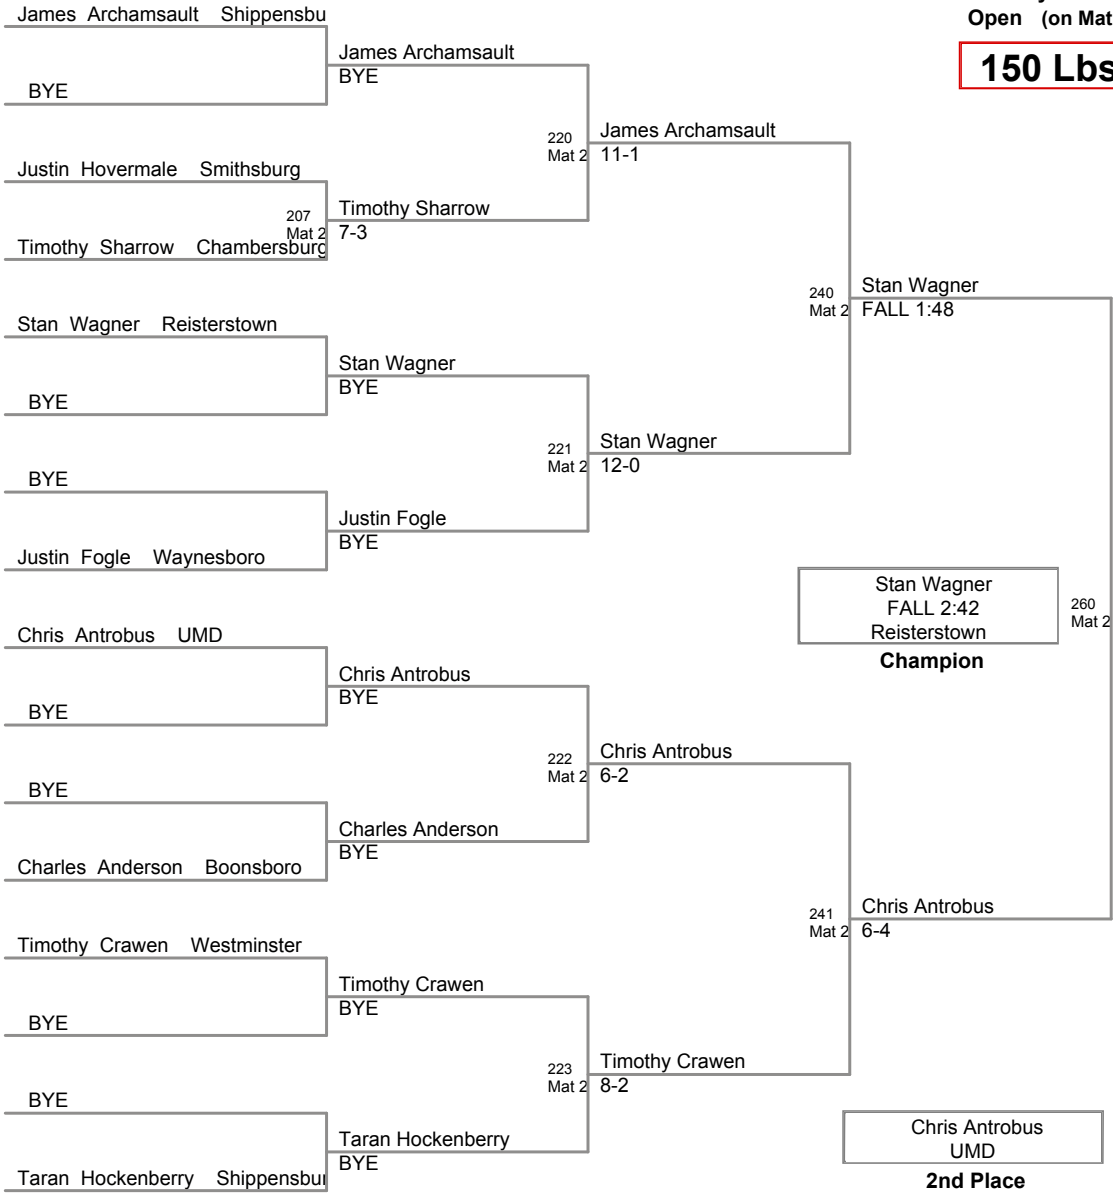 James Archamsault Shippensbu
Open (on Mat
150 Lbs
James Archamsault
BYE
BYE
220
Mat 2
James Archamsault
11-1
Justin Hovermale Smithsburg
207
Mat 2
Timothy Sharrow
7-3
Timothy Sharrow Chambersburg
240
Mat 2
Stan Wagner
FALL 1:48
Stan Wagner Reisterstown
Stan Wagner
BYE
BYE
221
Mat 2
Stan Wagner
12-0
BYE
Justin Fogle
BYE
Justin Fogle Waynesboro
Stan Wagner
FALL 2:42
Reisterstown
Champion
260
Mat 2
Chris Antrobus UMD
Chris Antrobus
BYE
BYE
222
Mat 2
Chris Antrobus
6-2
BYE
Charles Anderson
BYE
Charles Anderson Boonsboro
241
Mat 2
Chris Antrobus
6-4
Timothy Crawen Westminster
Timothy Crawen
BYE
BYE
223
Mat 2
Timothy Crawen
8-2
BYE
Taran Hockenberry
BYE
Taran Hockenberry Shippensbur
Chris Antrobus
UMD
2nd Place